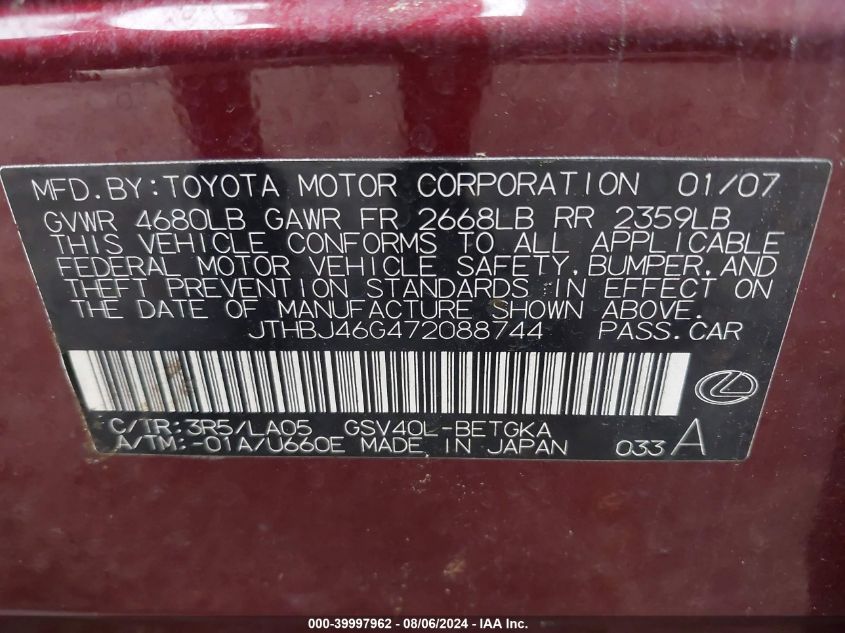 MFD.BY:TOYOTA MOTOR CORPORATION 01/07
GVWR 4680LB GAWR FR 2668LB RR 2359LB
THIS VEHICLE CONFORMS TO ALL APPLICABLE
FEDERAL MOTOR VEHICLE SAFETY,BUMPER,AND
THEFT PREVENTION STANDARDS IN EFFECT ON
THE DATE OF MANUFACTURE SHOWN ABOVE.
JTHBJ46G472088744 PASS.CAR
C/TR:3R5/LA05 GSV40L-BETGKA
A/TM:-01A/U660E MADE IN JAPAN 033 A
000-39997962 - 08/06/2024 - IAA LLC.